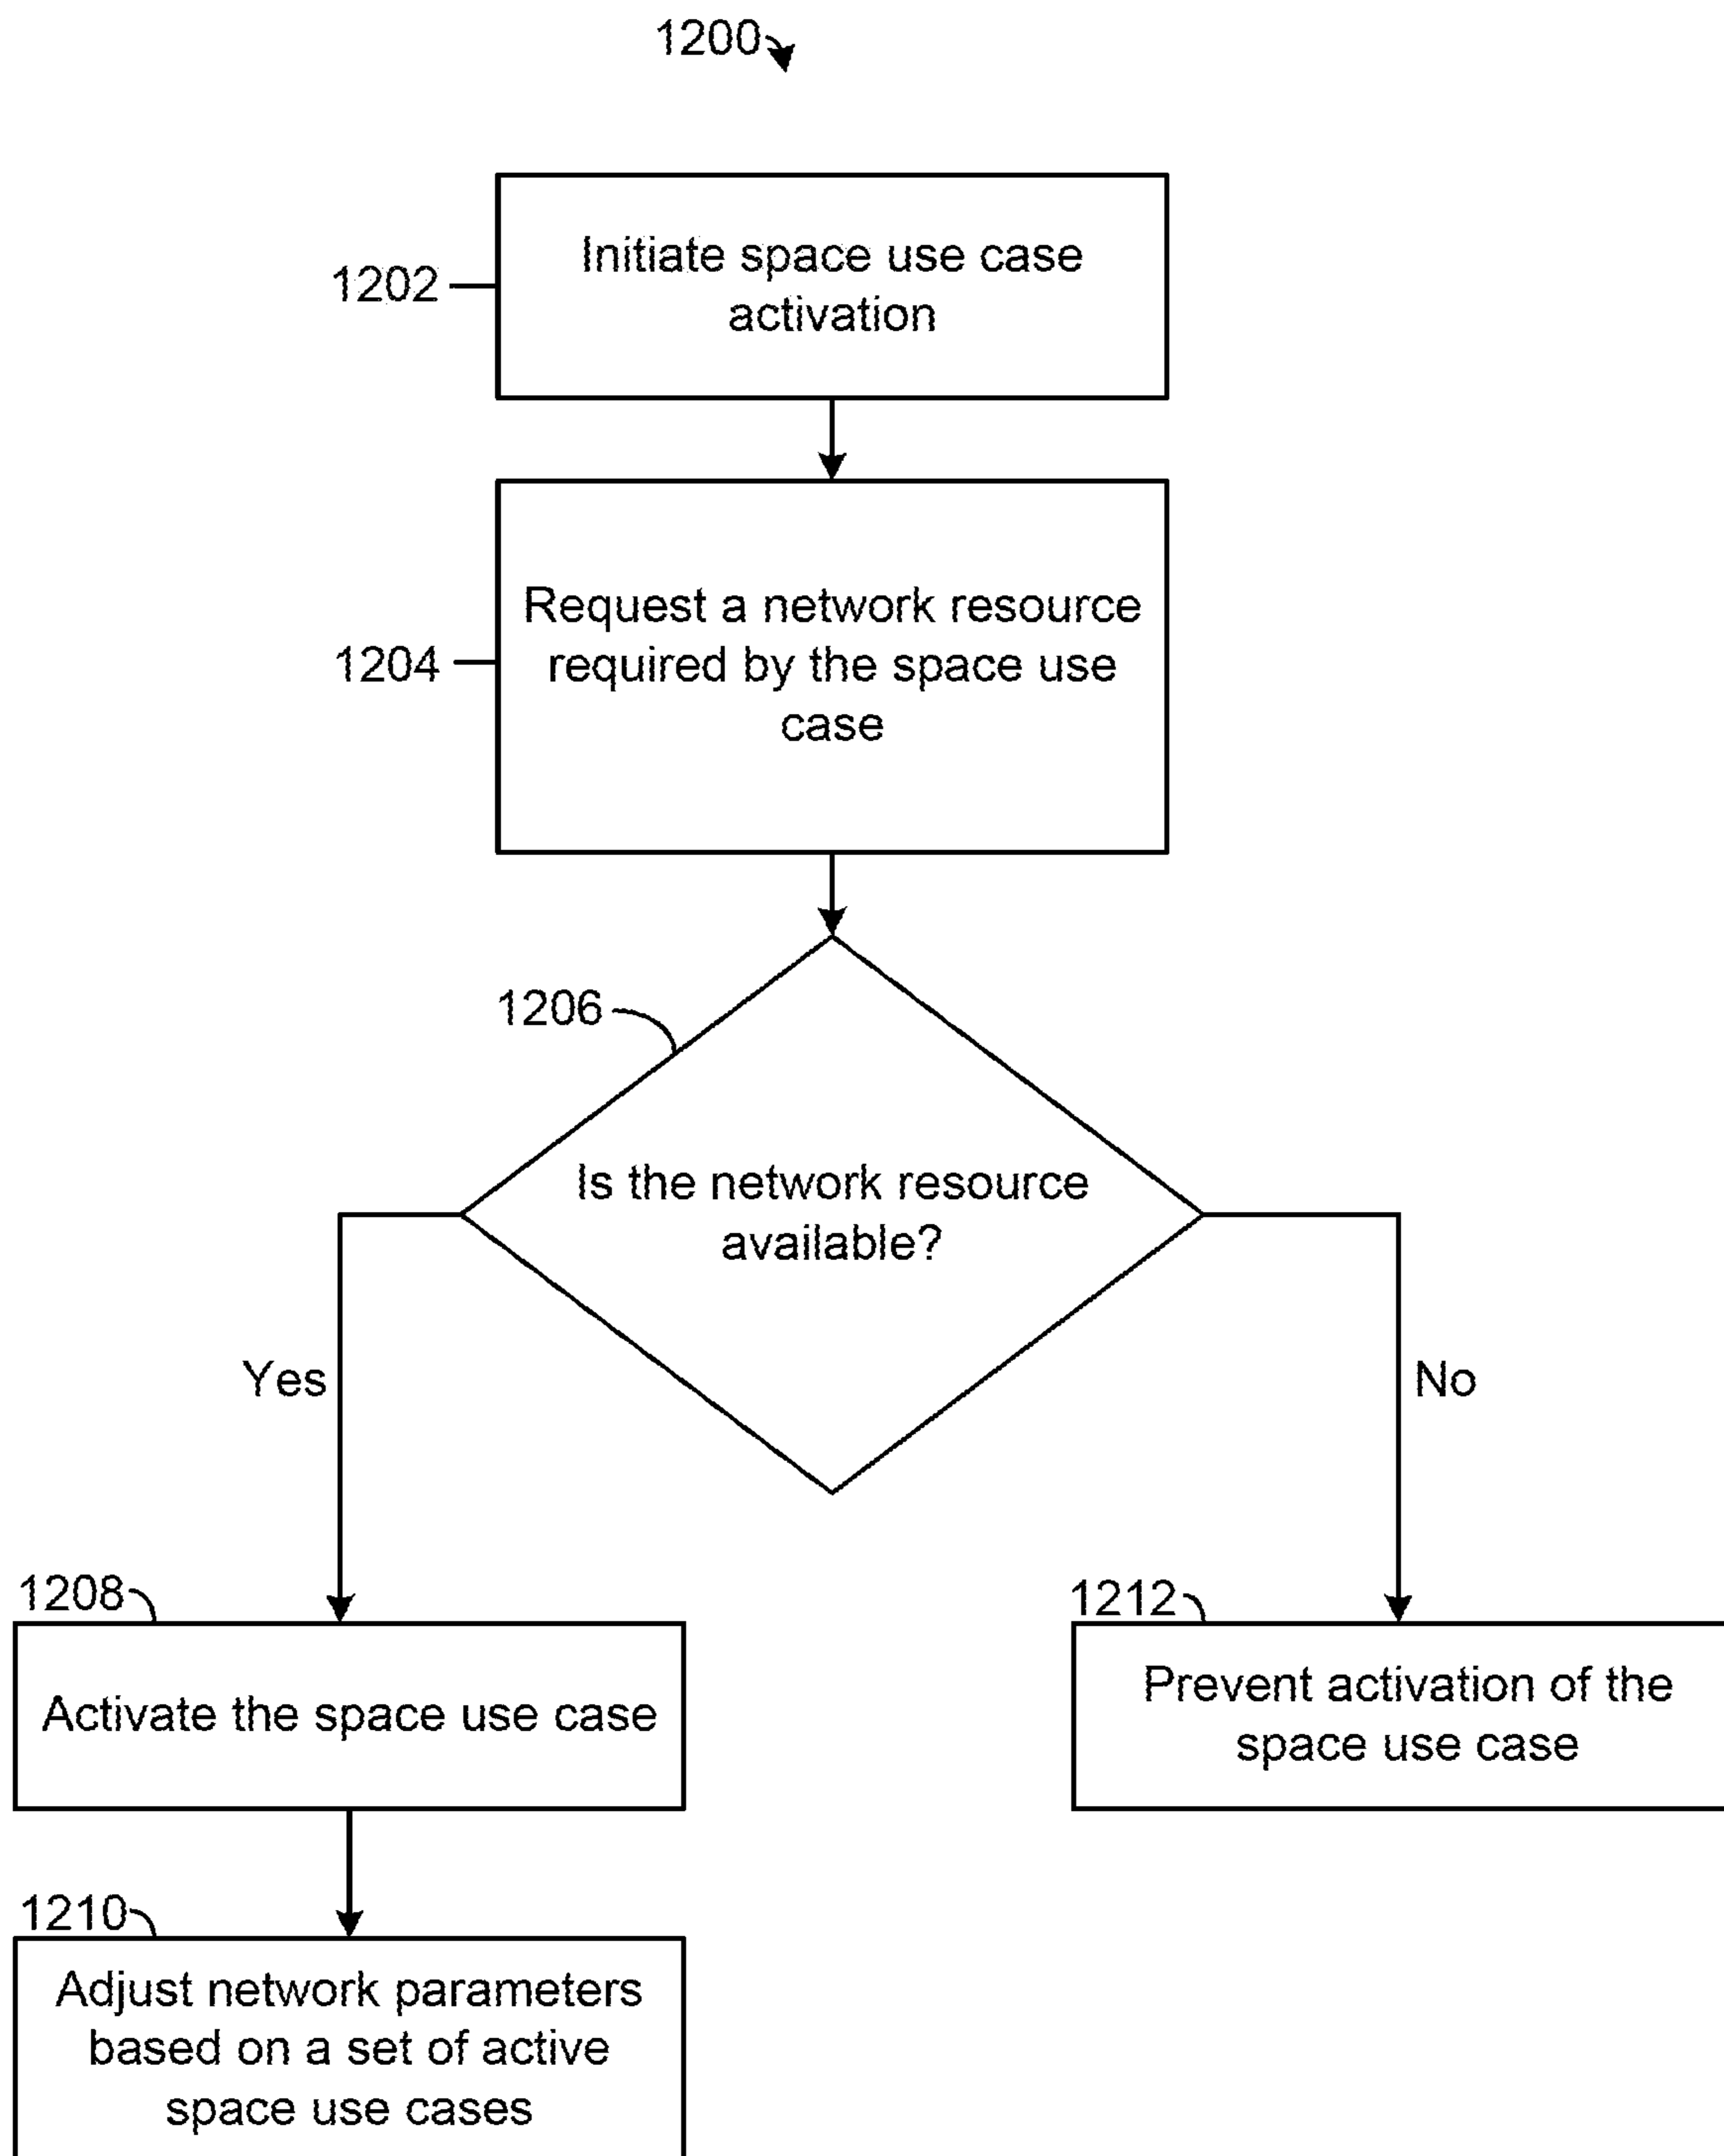 1200
1202
Initiate space use case
activation
1204
Request a network resource
required by the space use
case
1206
Is the network resource
available?
Yes
No
1208
Activate the space use case
1212
Prevent activation of the
space use case
1210
Adjust network parameters
based on a set of active
space use cases